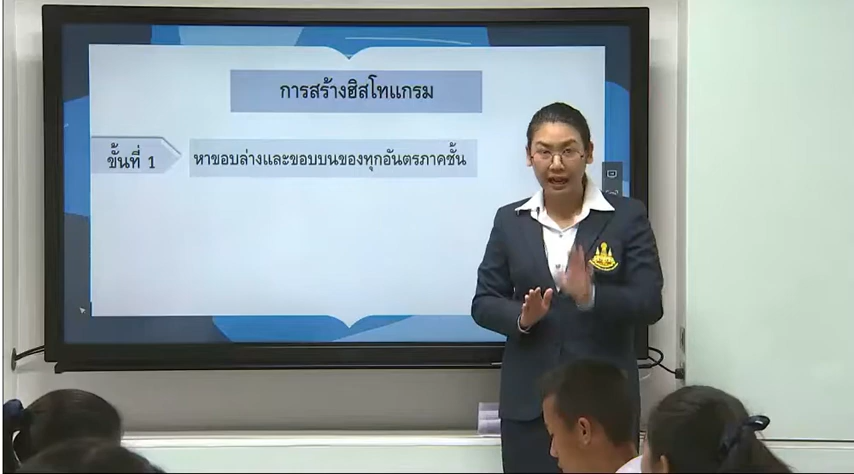 การสร้างฮิสโทแกรม
ขั้นที่ 1
หาขอบล่างและขอบบนของทุกอันตรภาคชั้น